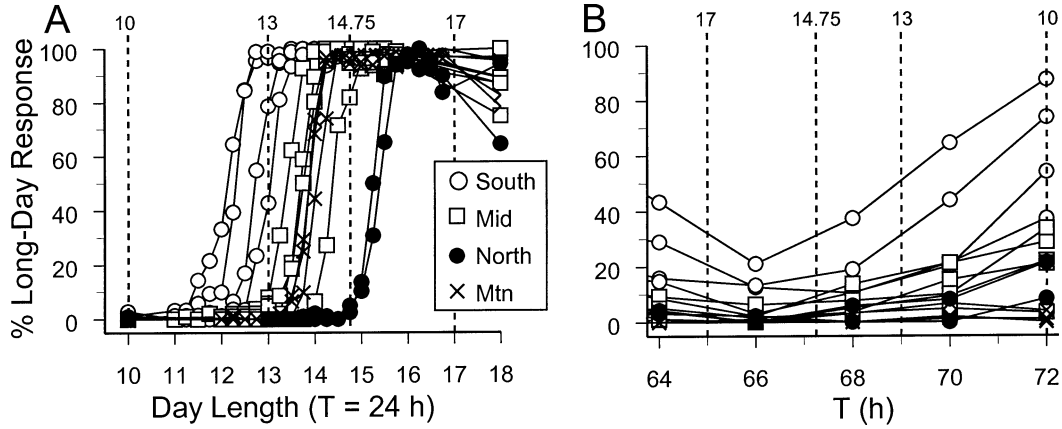 A
10 13 14.75 17
100
80
60
40
20
0
% Long-Day Response
South
Mid
North
Mtn
10 11 12 13 14 15 16 17 18
Day Length (T = 24 h)
B
17 14.75 13 10
100
80
60
40
20
0
64 66 68 70 72
T (h)